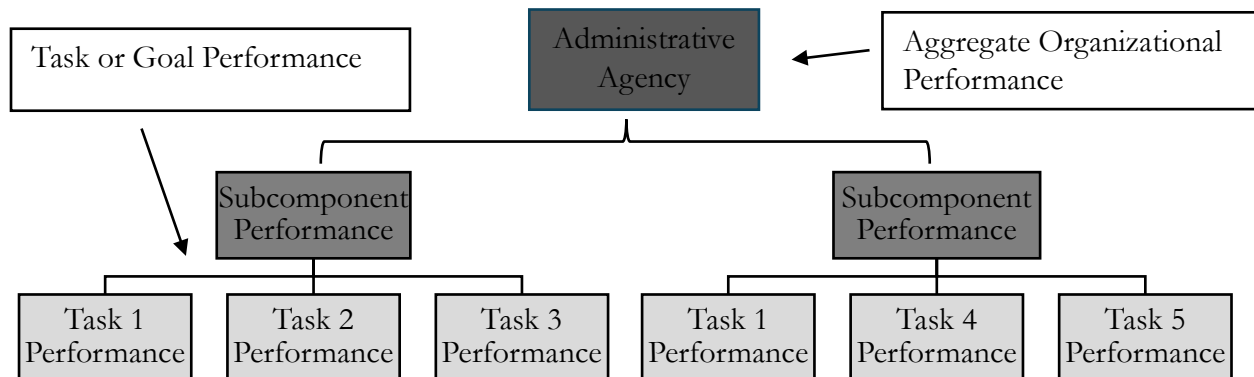 Task or Goal Performance
Administrative
Agency
Aggregate Organizational
Performance
Subcomponent
Performance
Subcomponent
Performance
Task 1
Performance
Task 2
Performance
Task 3
Performance
Task 1
Performance
Task 4
Performance
Task 5
Performance